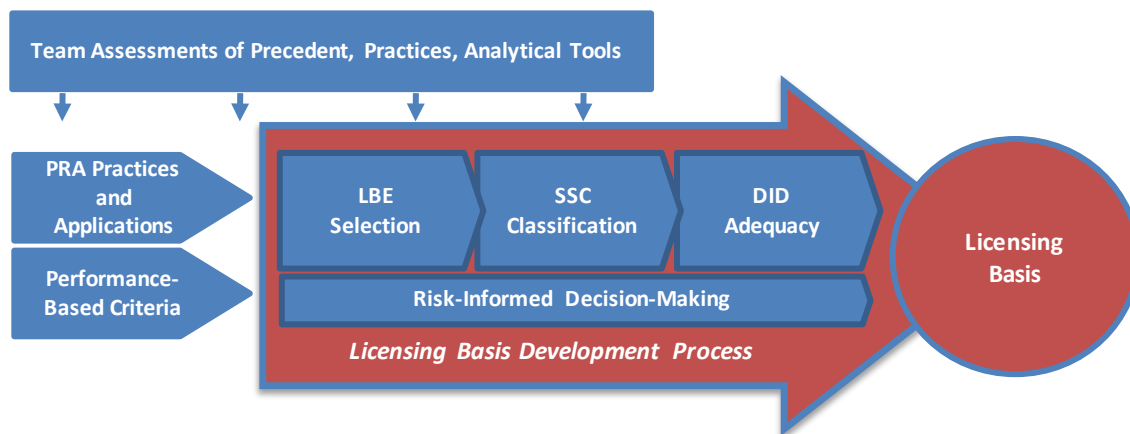 Team Assessments of Precedent, Practices, Analytical Tools
PRA Practices
and
Applications
Performance-
Based Criteria
LBE
Selection
SSC
Classification
DID
Adequacy
Risk-Informed Decision-Making
Licensing Basis Development Process
Licensing
Basis